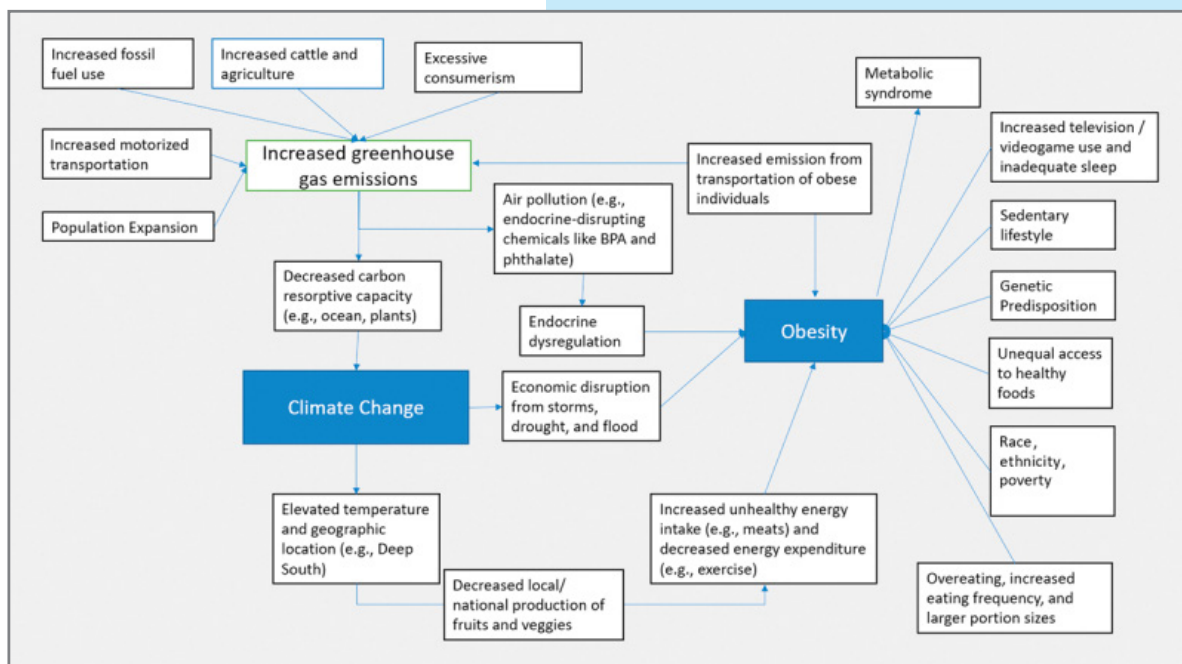 Increased fossil
fuel use
Increased cattle and
agriculture
Excessive
consumerism
Metabolic
syndrome
Increased motorized
transportation
Increased greenhouse
gas emissions
Increased emission from
transportation of obese
individuals
Increased television /
videogame use and
inadequate sleep
Population Expansion
Air pollution (e.g.,
endocrine-disrupting
chemicals like BPA and
phthalate)
Sedentary
lifestyle
Decreased carbon
resorptive capacity
(e.g., ocean, plants)
Genetic
Predisposition
Endocrine
dysregulation
Obesity
Unequal access
to healthy
foods
Climate Change
Economic disruption
from storms,
drought, and flood
Race,
ethnicity,
poverty
Elevated temperature
and geographic
location (e.g., Deep
South)
Increased unhealthy energy
intake (e.g., meats) and
decreased energy expenditure
(e.g., exercise)
Decreased local/
national production of
fruits and veggies
Overeating, increased
eating frequency, and
larger portion sizes